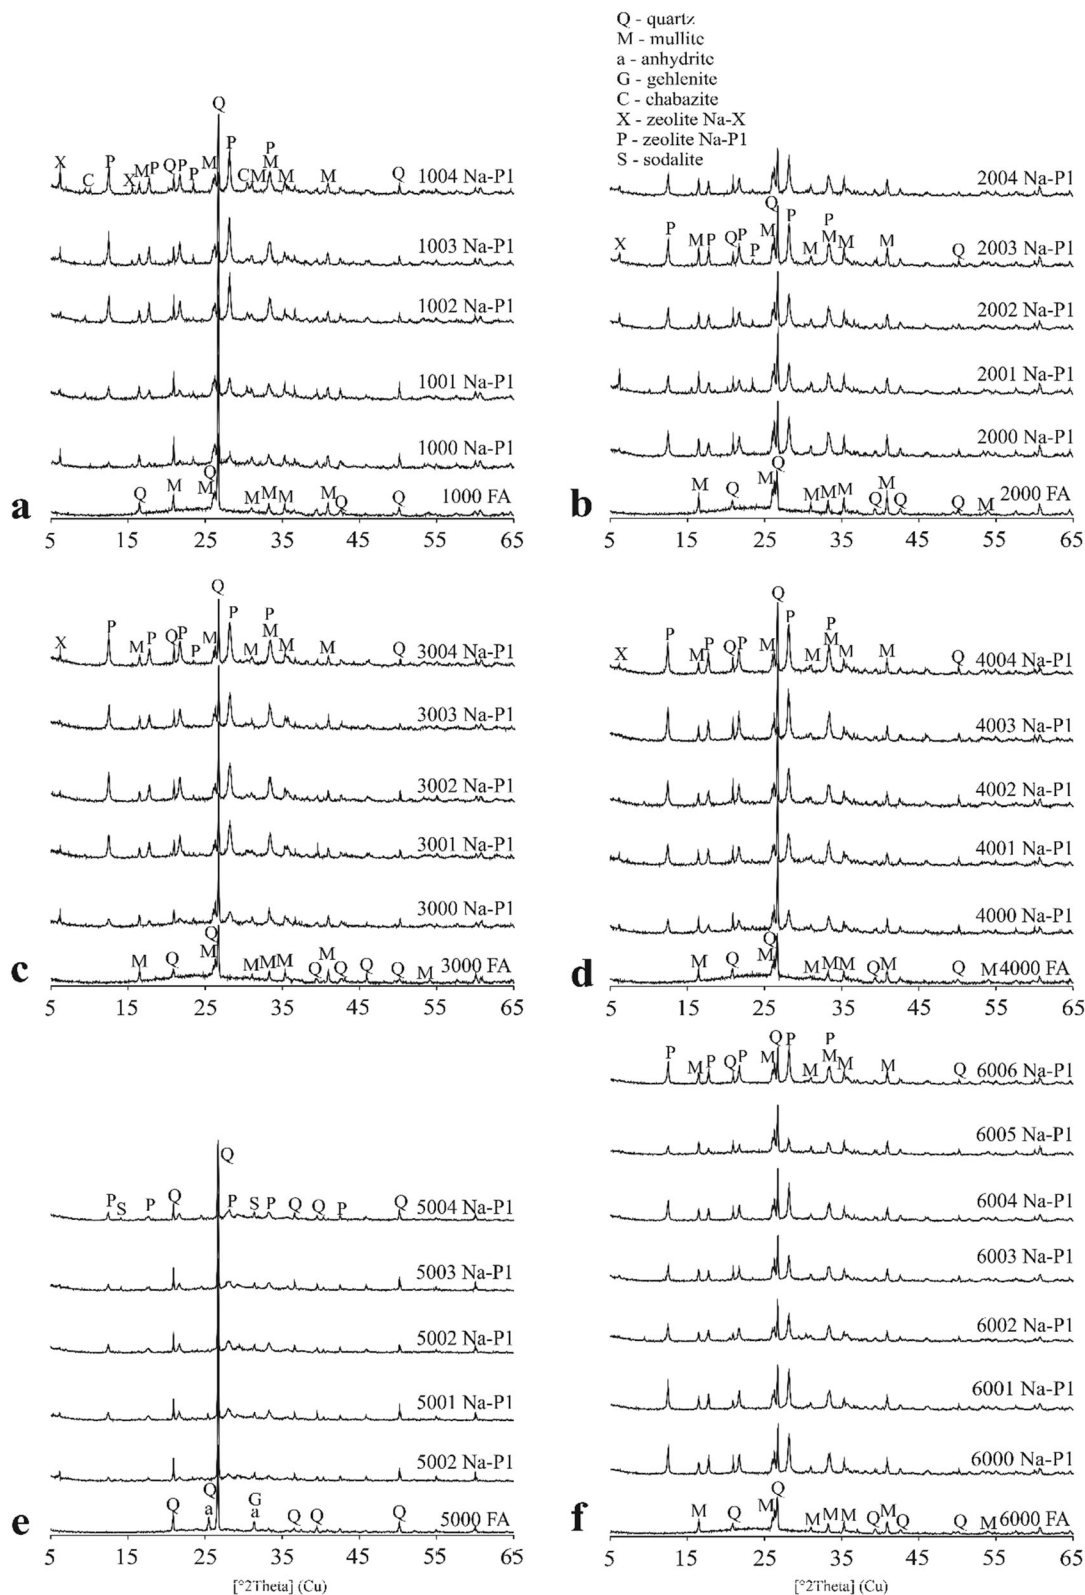 Q - quartz
M - mullite
a - anhydrite
G - gehlenite
C - chabazite
X - zeolite Na-X
P - zeolite Na-P1
S - sodalite
Q
X C P X M P Q P P M P C M P M M M Q 1004 Na-P1
1003 Na-P1
1002 Na-P1
1001 Na-P1
1000 Na-P1
a Q M M Q M M M M Q Q 1000 FA
5 15 25 35 45 55 65
2004 Na-P1
X P M P Q P P M Q P M P M M M Q 2003 Na-P1
2002 Na-P1
2001 Na-P1
2000 Na-P1
b M Q M Q M M M Q M Q Q M 2000 FA
5 15 25 35 45 55 65
Q
X P M P Q P P M P M P M M M Q 3004 Na-P1
3003 Na-P1
3002 Na-P1
3001 Na-P1
3000 Na-P1
c M Q M Q M M M Q M Q Q Q M 3000 FA
5 15 25 35 45 55 65
Q
X P M P Q P M P M P M M M Q 4004 Na-P1
4003 Na-P1
4002 Na-P1
4001 Na-P1
4000 Na-P1
d M Q M Q M M M Q M Q M 4000 FA
5 15 25 35 45 55 65
Q
P S P Q P S P Q Q P Q 5004 Na-P1
5003 Na-P1
5002 Na-P1
5001 Na-P1
5002 Na-P1
e Q Q a G a Q Q Q 5000 FA
5 15 25 35 45 55 65
[°2Theta] (Cu)
P M P Q P M Q P M P M M M Q 6006 Na-P1
6005 Na-P1
6004 Na-P1
6003 Na-P1
6002 Na-P1
6001 Na-P1
6000 Na-P1
f M Q M Q M M M Q M Q Q M 6000 FA
5 15 25 35 45 55 65
[°2Theta] (Cu)